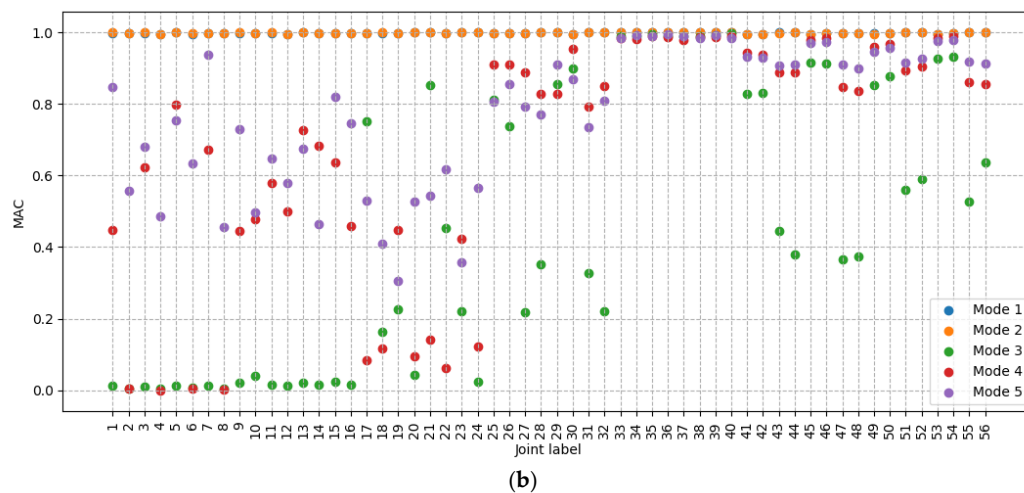 1.0
0.8
0.6
0.4
0.2
0.0
MAC
Mode 1
Mode 2
Mode 3
Mode 4
Mode 5
1 2 3 4 5 6 7 8 9 10 11 12 13 14 15 16 17 18 19 20 21 22 23 24 25 26 27 28 29 30 31 32 33 34 35 36 37 38 39 40 41 42 43 44 45 46 47 48 49 50 51 52 53 54 55 56
Joint label
(b)